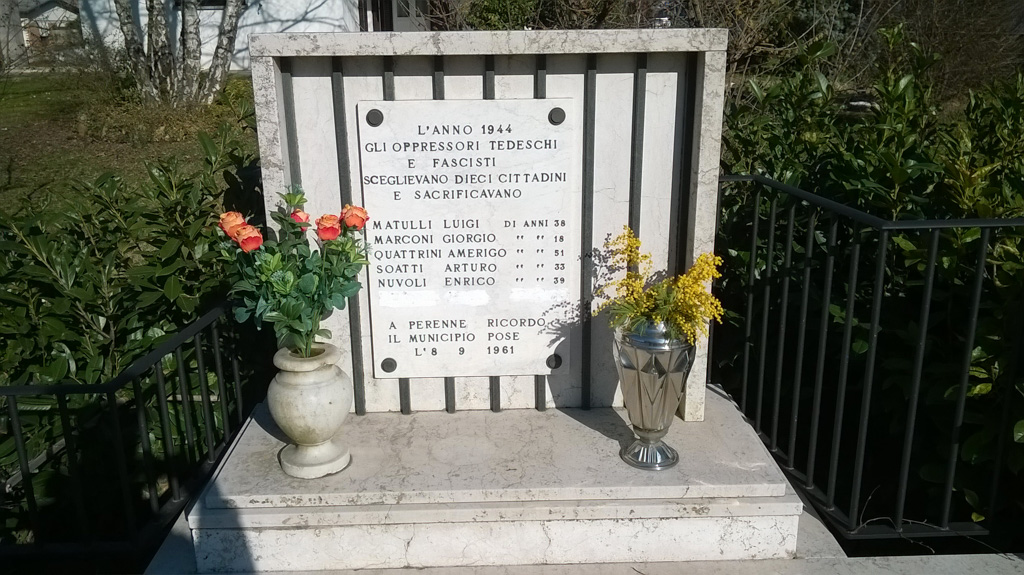 L'ANNO 1944
GLI OPPRESSORI TEDESCHI
E FASCISTI
SCEGLIEVANO DIECI CITTADINI
E SACRIFICAVANO
MATULLI LUIGI DI ANNI 38
MARCONI GIORGIO " " 18
QUATTRINI AMERIGO " " 51
SOATTI ARTURO " " 33
NUVOLI ENRICO " " 39
A PERENNE RICORDO
IL MUNICIPIO POSE
L'8 9 1961